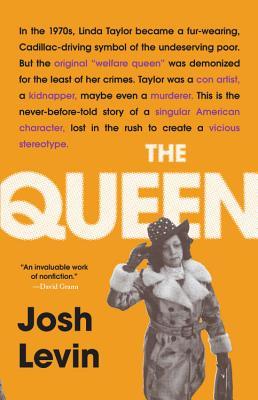 In the 1970s, Linda Taylor became a fur-wearing,
Cadillac-driving symbol of the undeserving poor.
But the original "welfare queen" was demonized
for the least of her crimes. Taylor was a con artist,
a kidnapper, maybe even a murderer. This is the
never-before-told story of a singular American
character, lost in the rush to create a vicious
stereotype.
THE
QUEEN
"An invaluable work
of nonfiction."
—David Grann
Josh
Levin